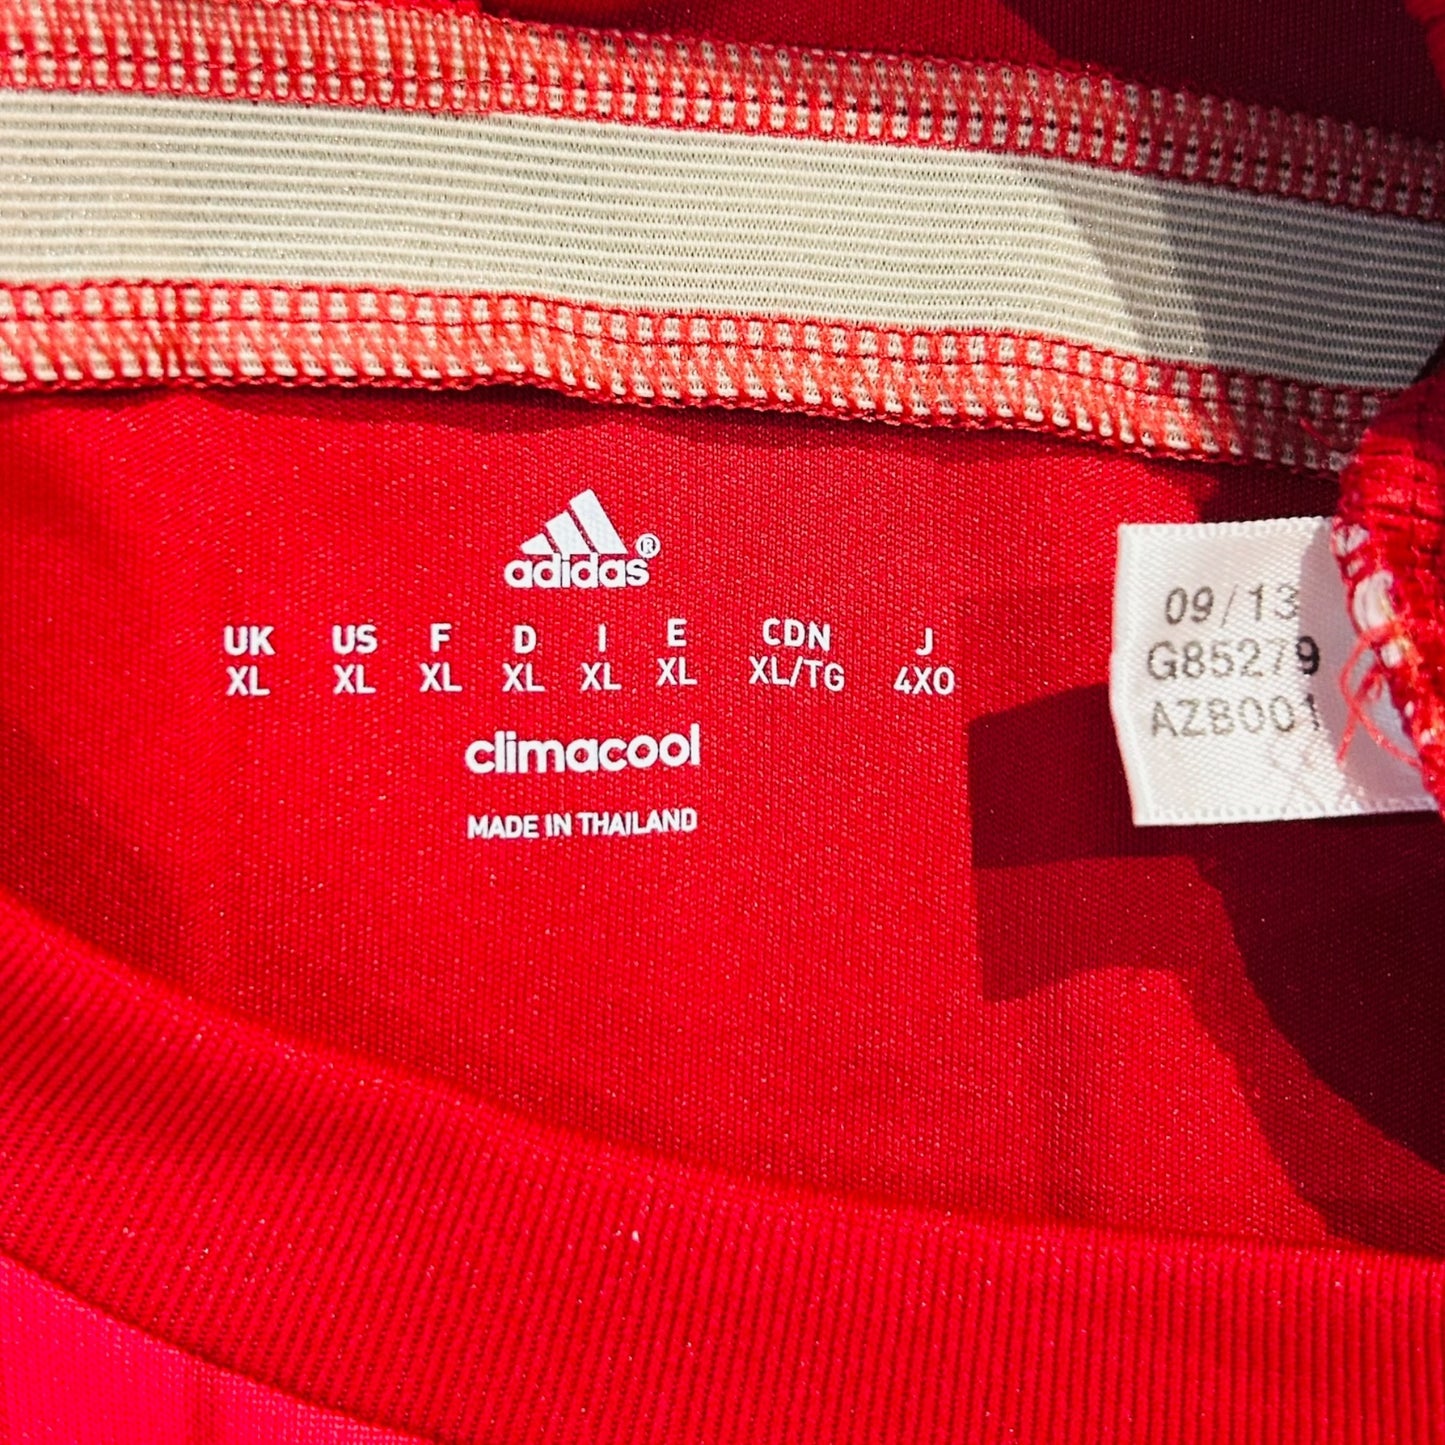 adidas®
UK US F D I E CDN J
XL XL XL XL XL XL XL/TG 4XO
climacool
MADE IN THAILAND
09/13
G85279
AZB001